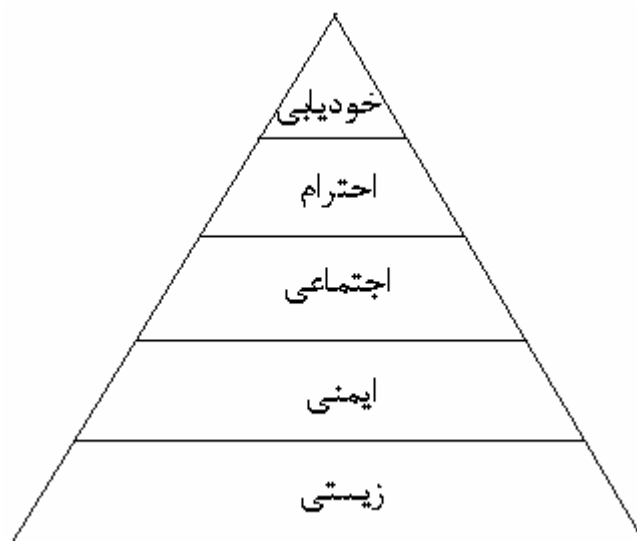 خودیابی
احترام
اجتماعی
ایمنی
زیستی